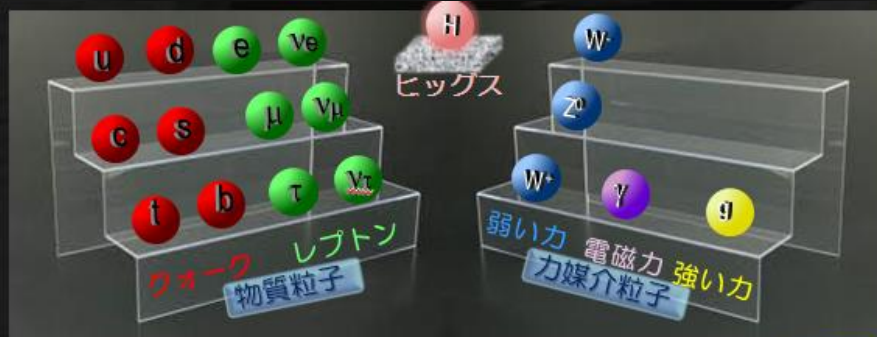 H
ヒッグス
u d e νe
c s μ νμ
t b τ ντ
クォーク
レプトン
物質粒子
W-
Z0
W+ γ g
弱い力
電磁力
強い力
力媒介粒子